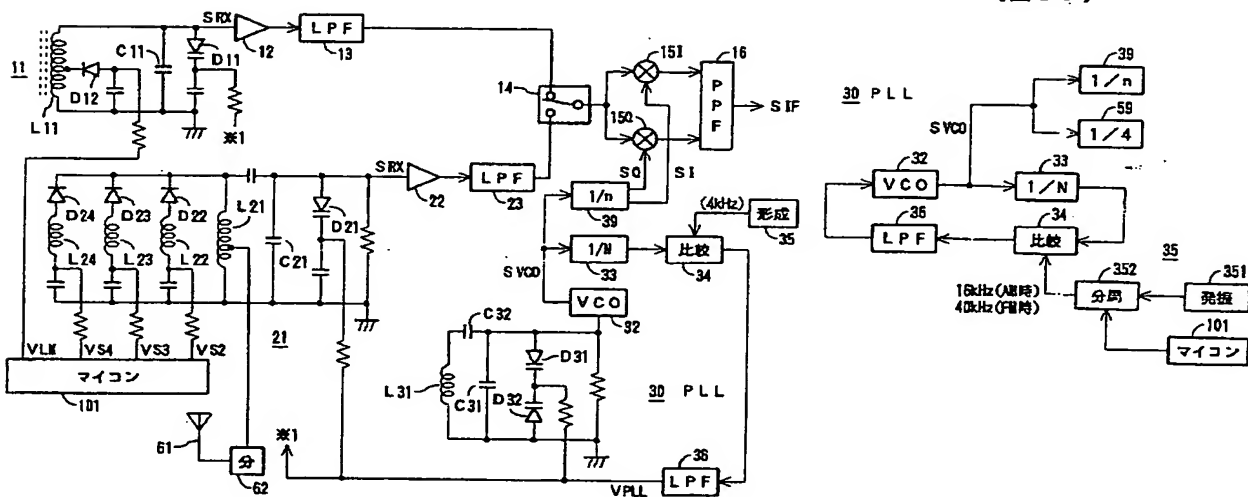 SRX
LPF
12
13
11
C11
D11
D12
L11
※1
14
15I
15Q
16
PPF
SIF
SQ
SI
SRX
LPF
22
23
D24
D23
D22
L21
L24
L23
L22
C21
D21
21
VLK
VS4
VS3
VS2
マイコン
101
61
分
62
※1
1/n
39
(4kHz)
形成
35
1/N
33
比較
34
SVCO
VCO
32
C32
L31
C31
D31
D32
30 PLL
LPF
36
VPLL
39
1/n
30 PLL
59
1/4
SVCO
32
VCO
33
1/N
36
LPF
34
比較
35
352
分周
351
発振
16kHz(AM時)
40kHz(FM時)
101
マイコン